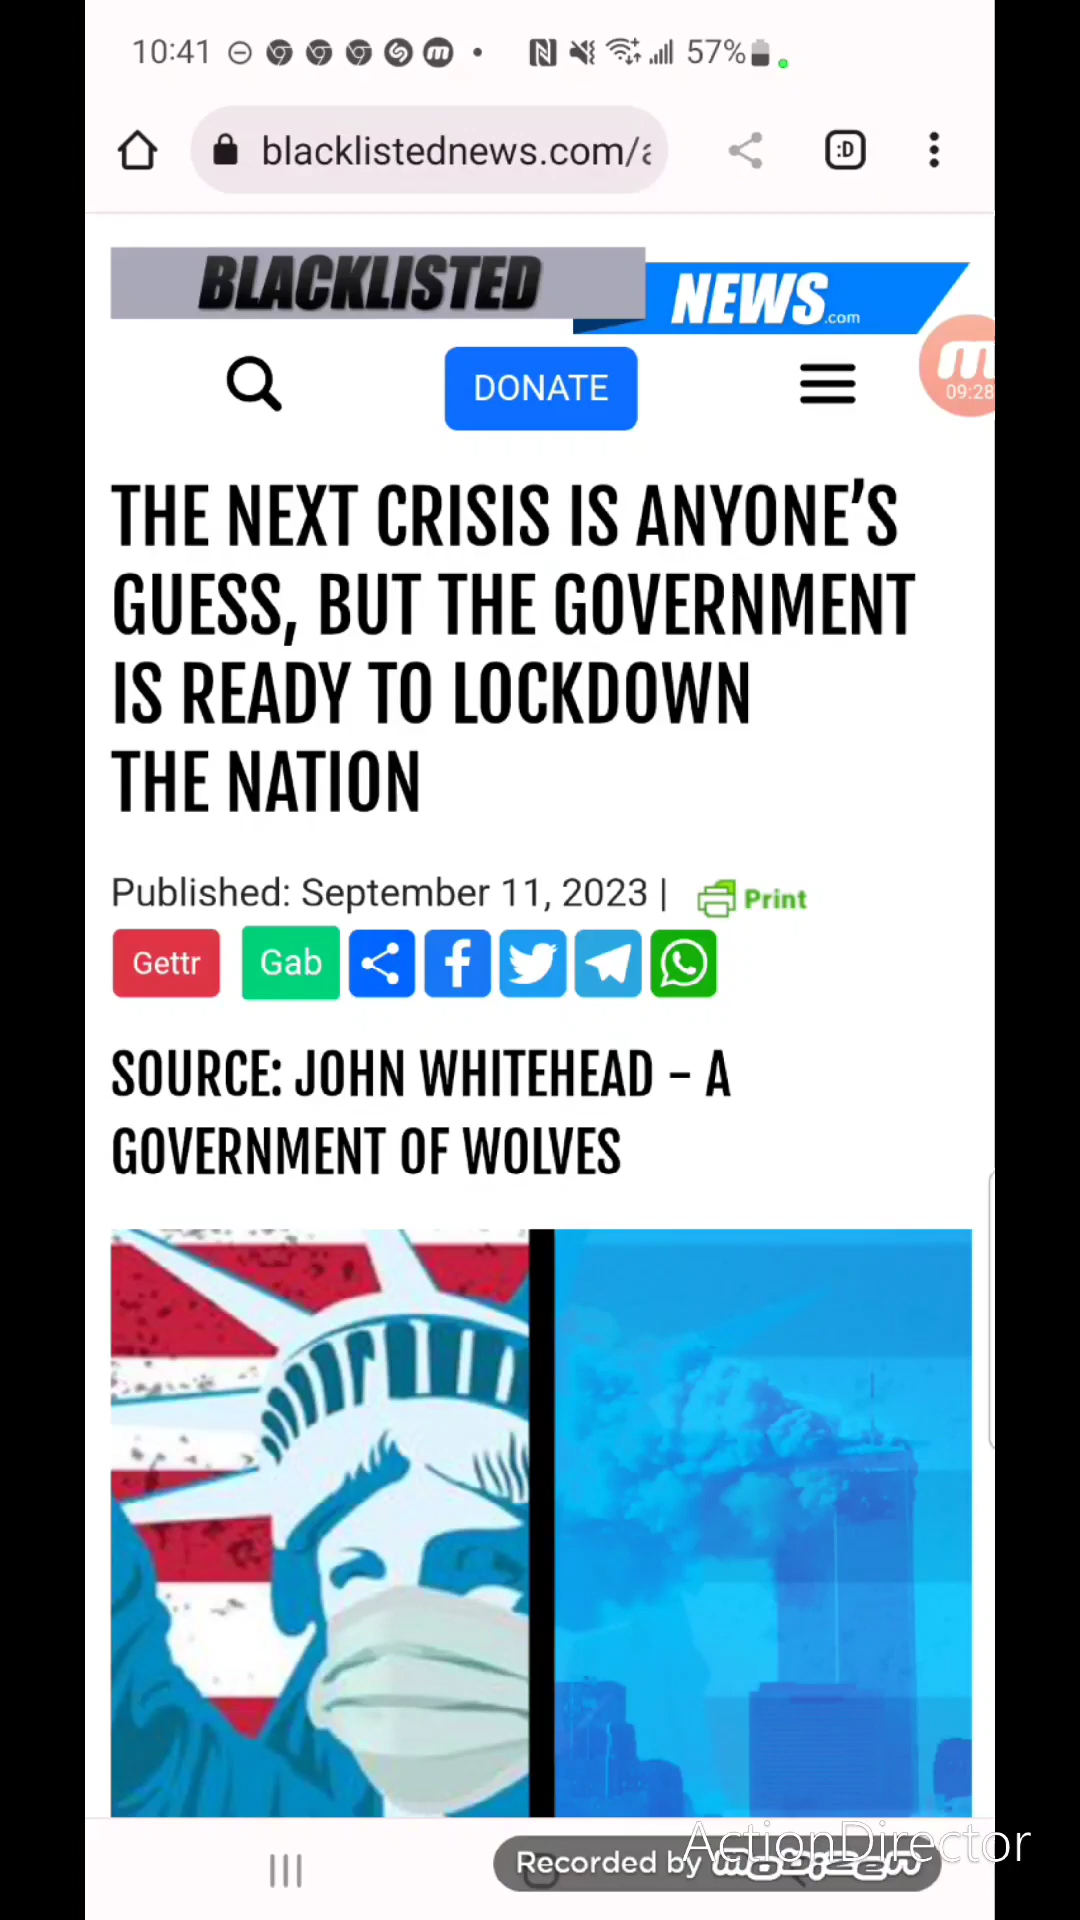 10:41
57%
blacklistednews.com/
:D
BLACKLISTED
NEWS.com
DONATE
m
09:28
THE NEXT CRISIS IS ANYONE’S
GUESS, BUT THE GOVERNMENT
IS READY TO LOCKDOWN
THE NATION
Published: September 11, 2023 | Print
Gettr Gab
SOURCE: JOHN WHITEHEAD – A
GOVERNMENT OF WOLVES
ActionDirector
Recorded by MOBIZEN